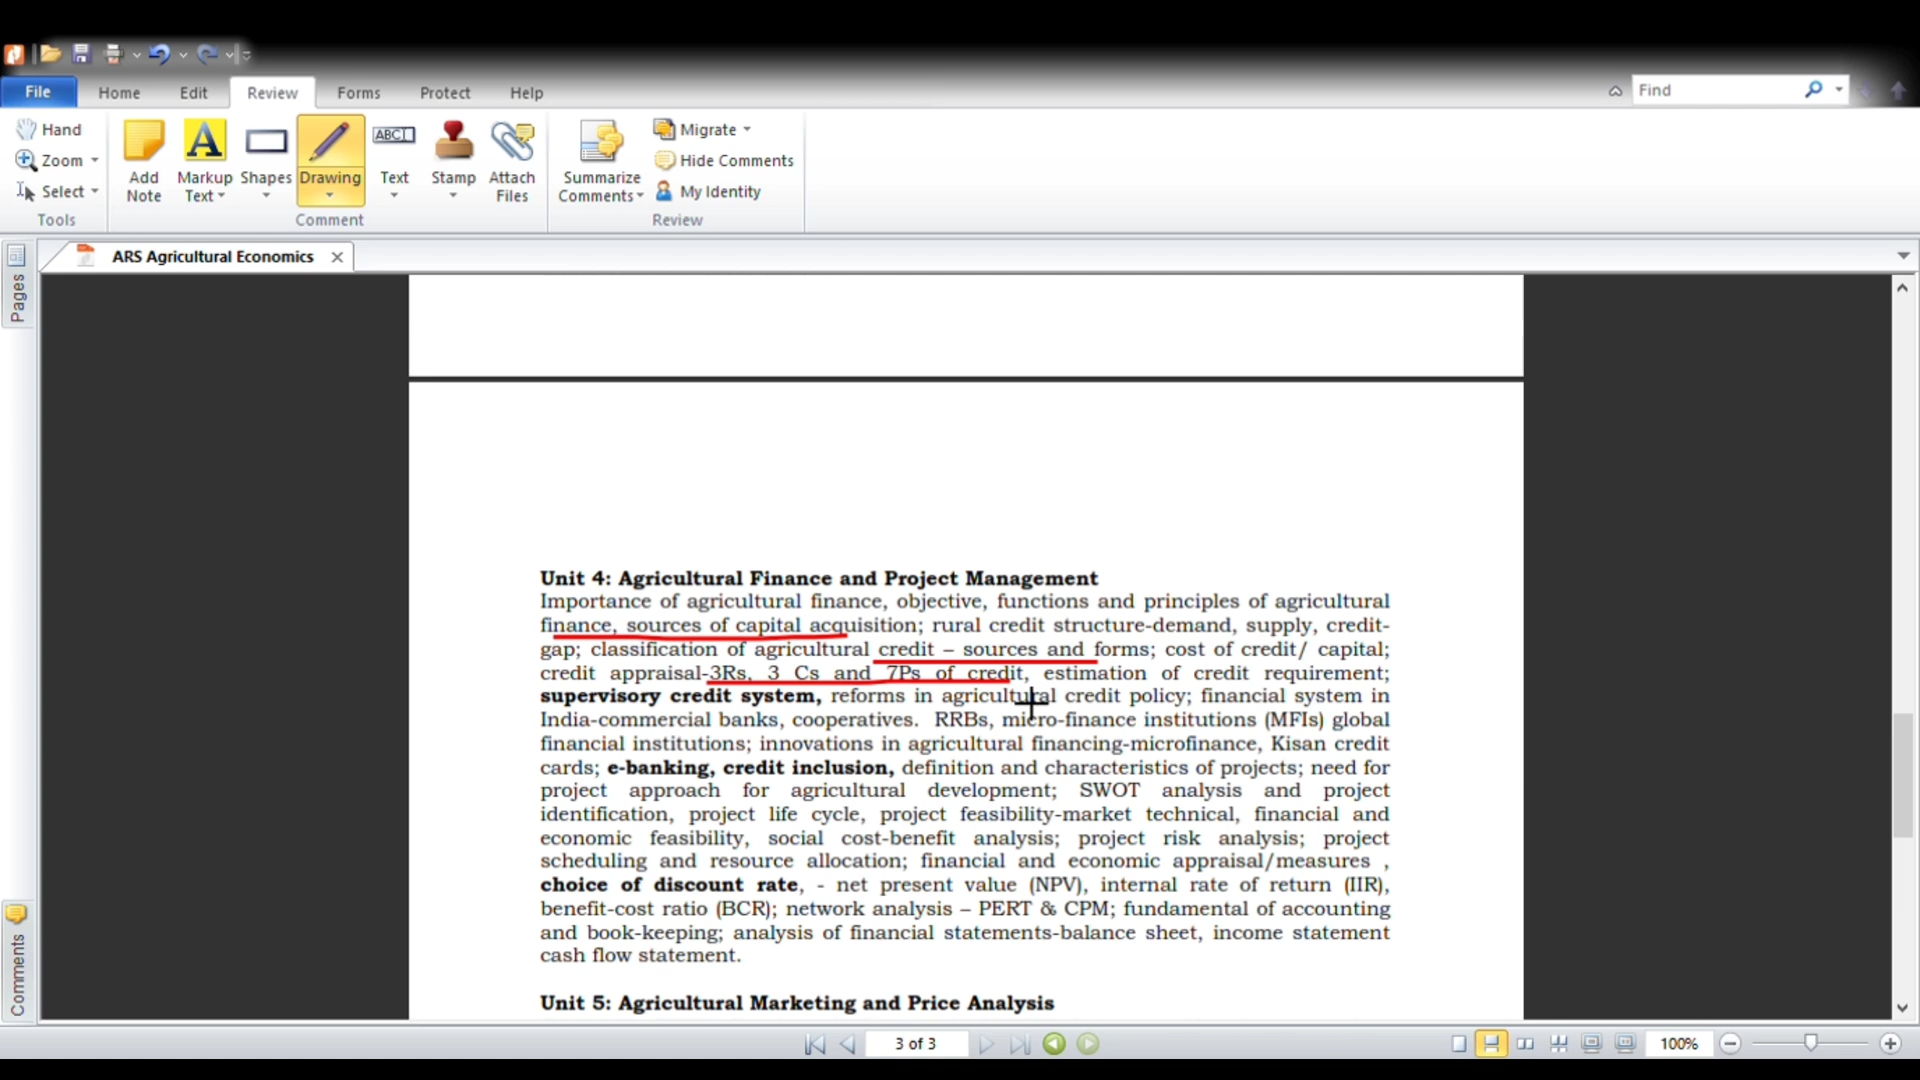 File
Home
Edit
Review
Forms
Protect
Help
Find
Hand
Zoom
Select
Tools
Add Note
Markup Text
Shapes
Drawing
Text
Stamp
Attach Files
Comment
Summarize Comments
Migrate
Hide Comments
My Identity
Review
Pages
ARS Agricultural Economics
Unit 4: Agricultural Finance and Project Management
Importance of agricultural finance, objective, functions and principles of agricultural
finance, sources of capital acquisition; rural credit structure-demand, supply, credit-
gap; classification of agricultural credit – sources and forms; cost of credit/ capital;
credit appraisal-3Rs, 3 Cs and 7Ps of credit, estimation of credit requirement;
supervisory credit system, reforms in agricultural credit policy; financial system in
India-commercial banks, cooperatives. RRBs, micro-finance institutions (MFIs) global
financial institutions; innovations in agricultural financing-microfinance, Kisan credit
cards; e-banking, credit inclusion, definition and characteristics of projects; need for
project approach for agricultural development; SWOT analysis and project
identification, project life cycle, project feasibility-market technical, financial and
economic feasibility, social cost-benefit analysis; project risk analysis; project
scheduling and resource allocation; financial and economic appraisal/measures ,
choice of discount rate, - net present value (NPV), internal rate of return (IIR),
benefit-cost ratio (BCR); network analysis – PERT & CPM; fundamental of accounting
and book-keeping; analysis of financial statements-balance sheet, income statement
cash flow statement.
Unit 5: Agricultural Marketing and Price Analysis
Comments
3 of 3
100%